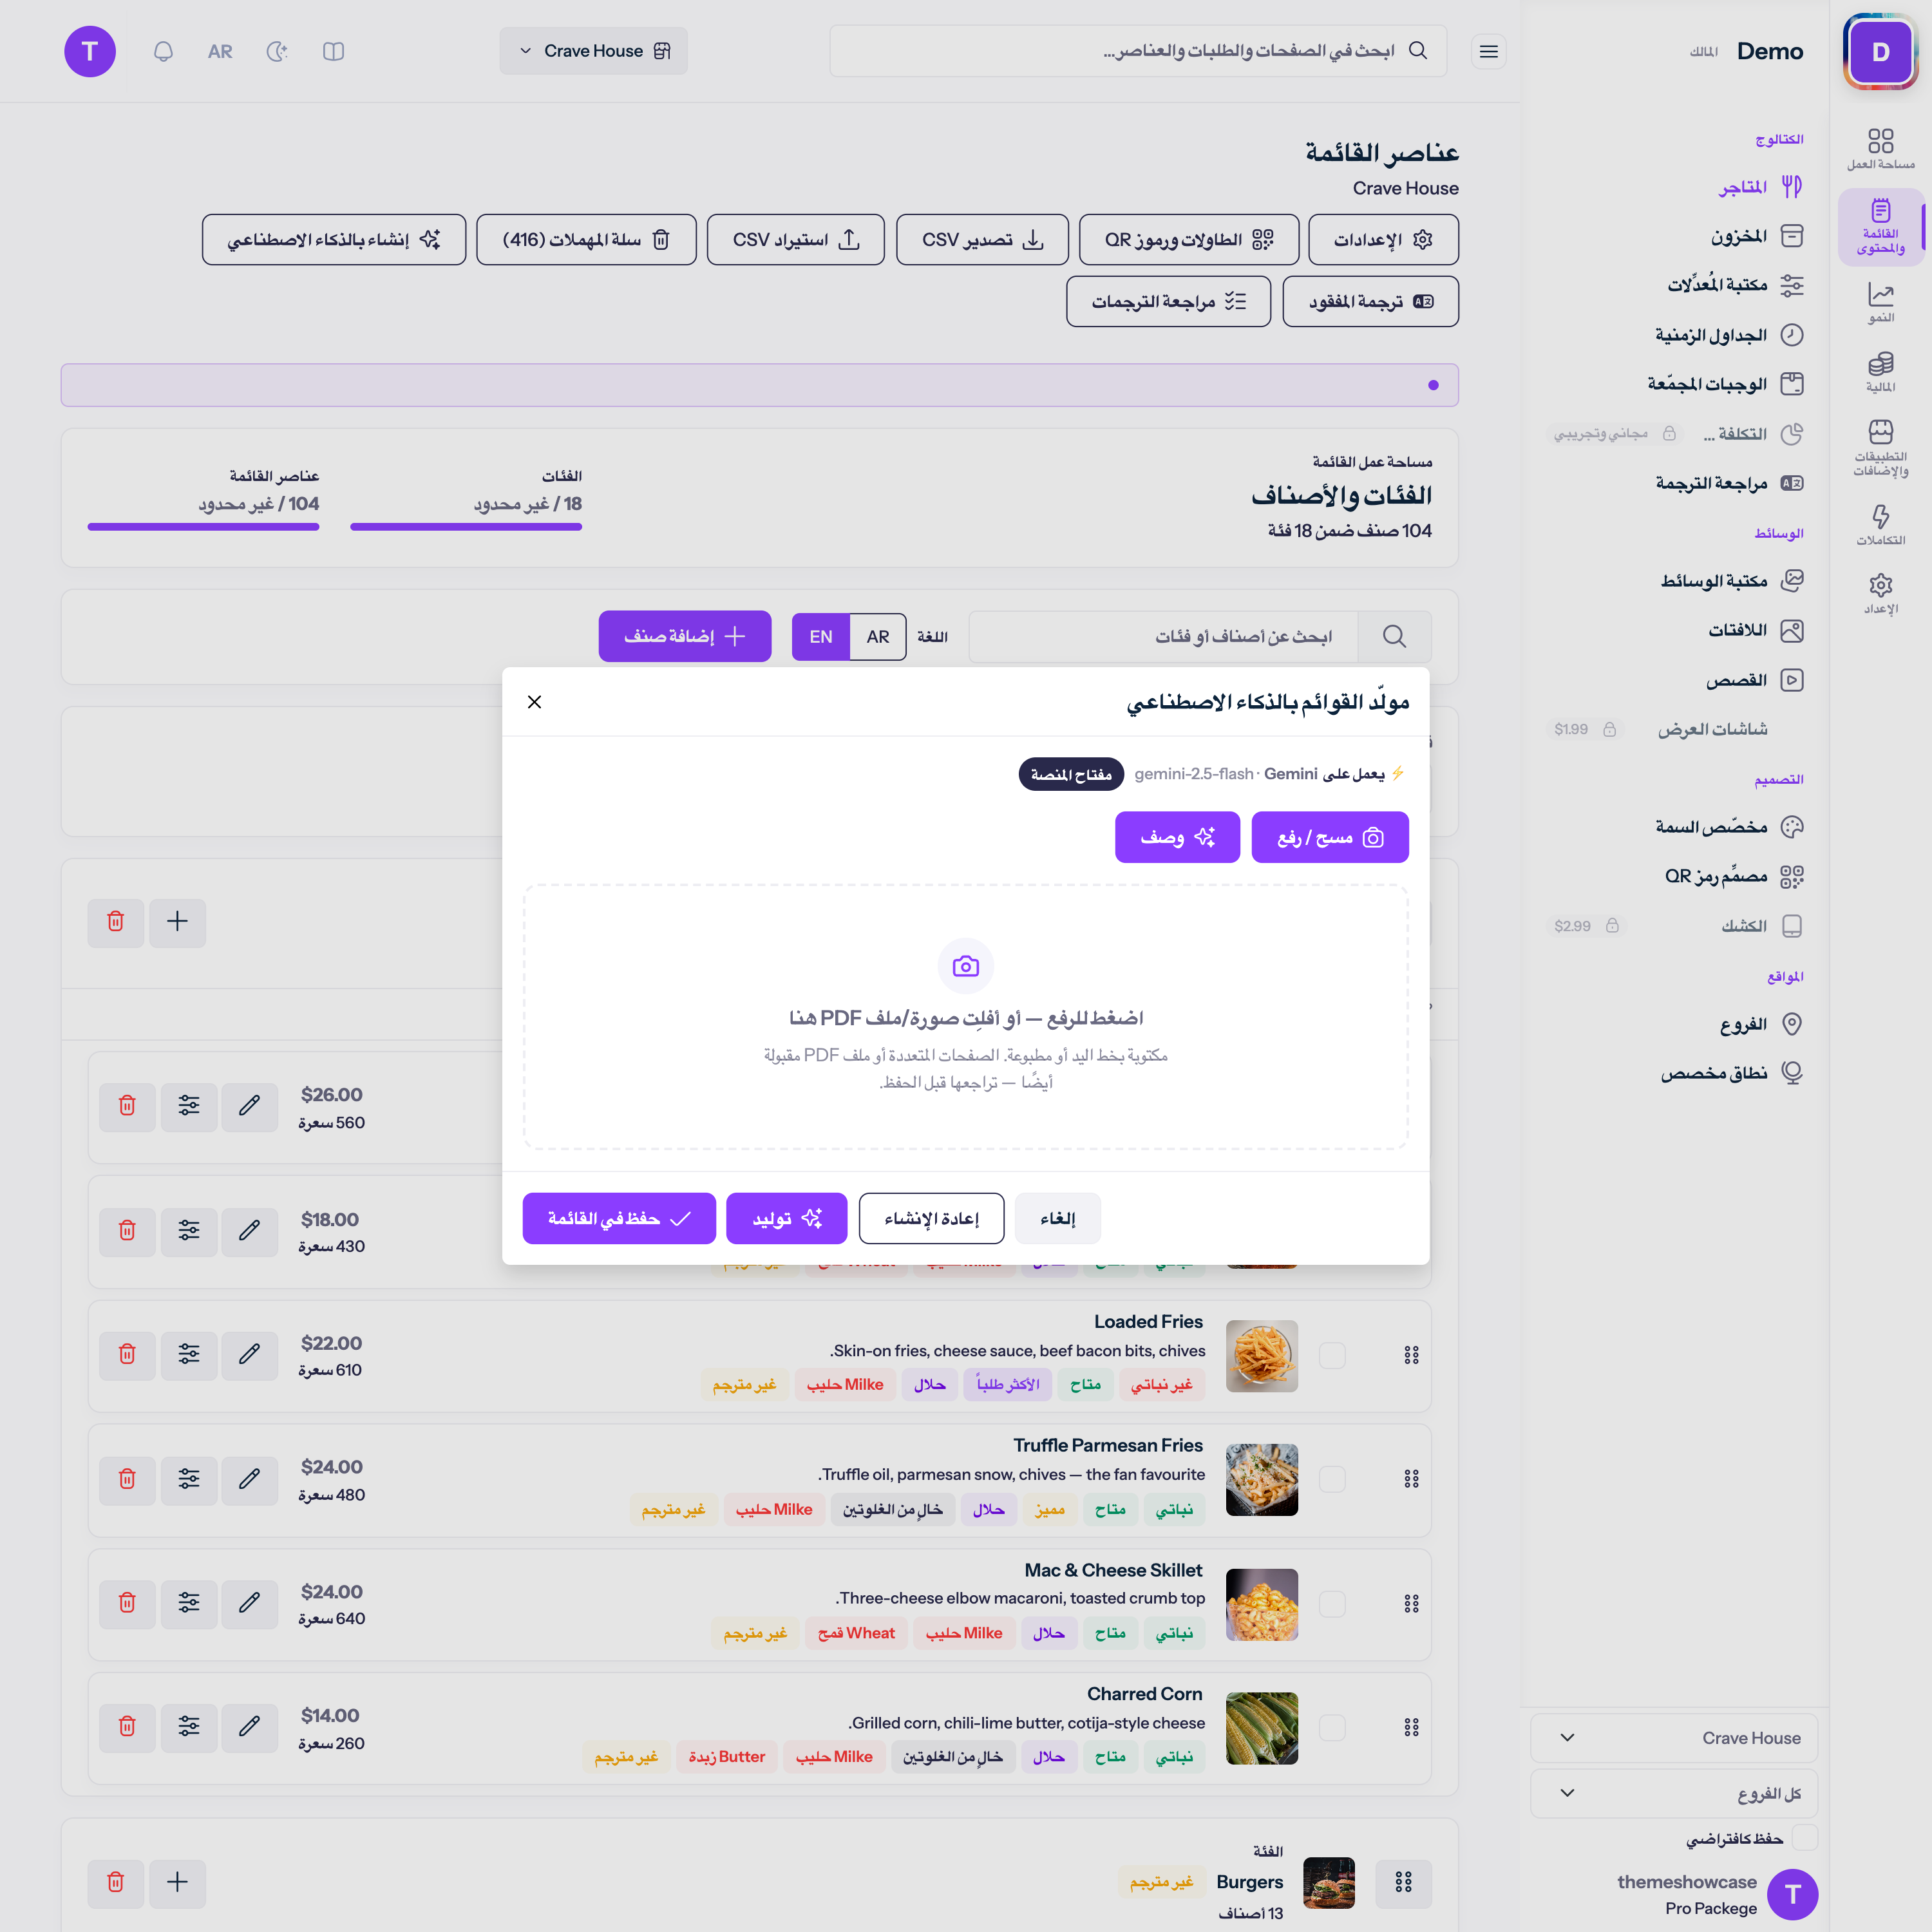 D
Demo المالك
ابحث في الصفحات والطلبات والعناصر...
Crave House
AR
T
مساحة العمل
القائمة والمحتوى
النمو
المالية
التطبيقات والإضافات
التكاملات
الإعداد
الكتالوج
المتاجر
المخزون
مكتبة المُعدِّلات
الجداول الزمنية
الوجبات المجمّعة
التكلفة ... مجاني وتجريبي
مراجعة الترجمة
الوسائط
مكتبة الوسائط
اللافتات
القصص
شاشات العرض $1.99
التصميم
مخصّص السمة
مصمِّم رمز QR
الكشك $2.99
المواقع
الفروع
نطاق مخصص
Crave House
كل الفروع
حفظ كافتراضي
themeshowcase
Pro Packege
T
عناصر القائمة
Crave House
الإعدادات
الطاولات ورموز QR
تصدير CSV
استيراد CSV
سلة المهملات (416)
إنشاء بالذكاء الاصطناعي
ترجمة المفقود
مراجعة الترجمات
مساحة عمل القائمة
الفئات والأصناف
104 صنف ضمن 18 فئة
الفئات
18 / غير محدود
عناصر القائمة
104 / غير محدود
ابحث عن أصناف أو فئات
اللغة
AR EN
إضافة صنف
مولّد القوائم بالذكاء الاصطناعي
يعمل على Gemini · gemini-2.5-flash مفتاح المنصة
مسح / رفع
وصف
اضغط للرفع — أو أفلِت صورة/ملف PDF هنا
مكتوبة بخط اليد أو مطبوعة. الصفحات المتعددة أو ملف PDF مقبولة
أيضًا — تراجعها قبل الحفظ.
إلغاء
إعادة الإنشاء
توليد
حفظ في القائمة
$26.00
560 سعرة
$18.00
430 سعرة
Loaded Fries
Skin-on fries, cheese sauce, beef bacon bits, chives.
غير نباتي متاح الأكثر طلباً حلال Milke حليب غير مترجم
$22.00
610 سعرة
Truffle Parmesan Fries
Truffle oil, parmesan snow, chives — the fan favourite.
نباتي متاح مميز حلال خالٍ من الغلوتين Milke حليب غير مترجم
$24.00
480 سعرة
Mac & Cheese Skillet
Three-cheese elbow macaroni, toasted crumb top.
نباتي متاح حلال Milke حليب Wheat قمح غير مترجم
$24.00
640 سعرة
Charred Corn
Grilled corn, chili-lime butter, cotija-style cheese.
نباتي متاح حلال خالٍ من الغلوتين Milke حليب Butter زبدة غير مترجم
$14.00
260 سعرة
الفئة
Burgers غير مترجم
13 أصناف